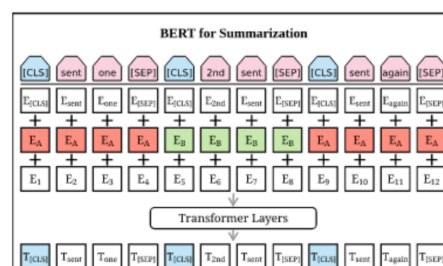 BERT for Summarization
[CLS] sent one [SEP] [CLS] 2nd sent [SEP] [CLS] sent again [SEP]
E[CLS] Esent Eone E[SEP] E[CLS] E2nd Esent E[SEP] E[CLS] Esent Eagain E[SEP]
+ + + + + + + + + + + +
EA EA EA EA EB EB EB EB EA EA EA EA
+ + + + + + + + + + + +
E1 E2 E3 E4 E5 E6 E7 E8 E9 E10 E11 E12
Transformer Layers
T[CLS] Tsent Tone T[SEP] T[CLS] T2nd Tsent T[SEP] T[CLS] Tsent Tagain T[SEP]